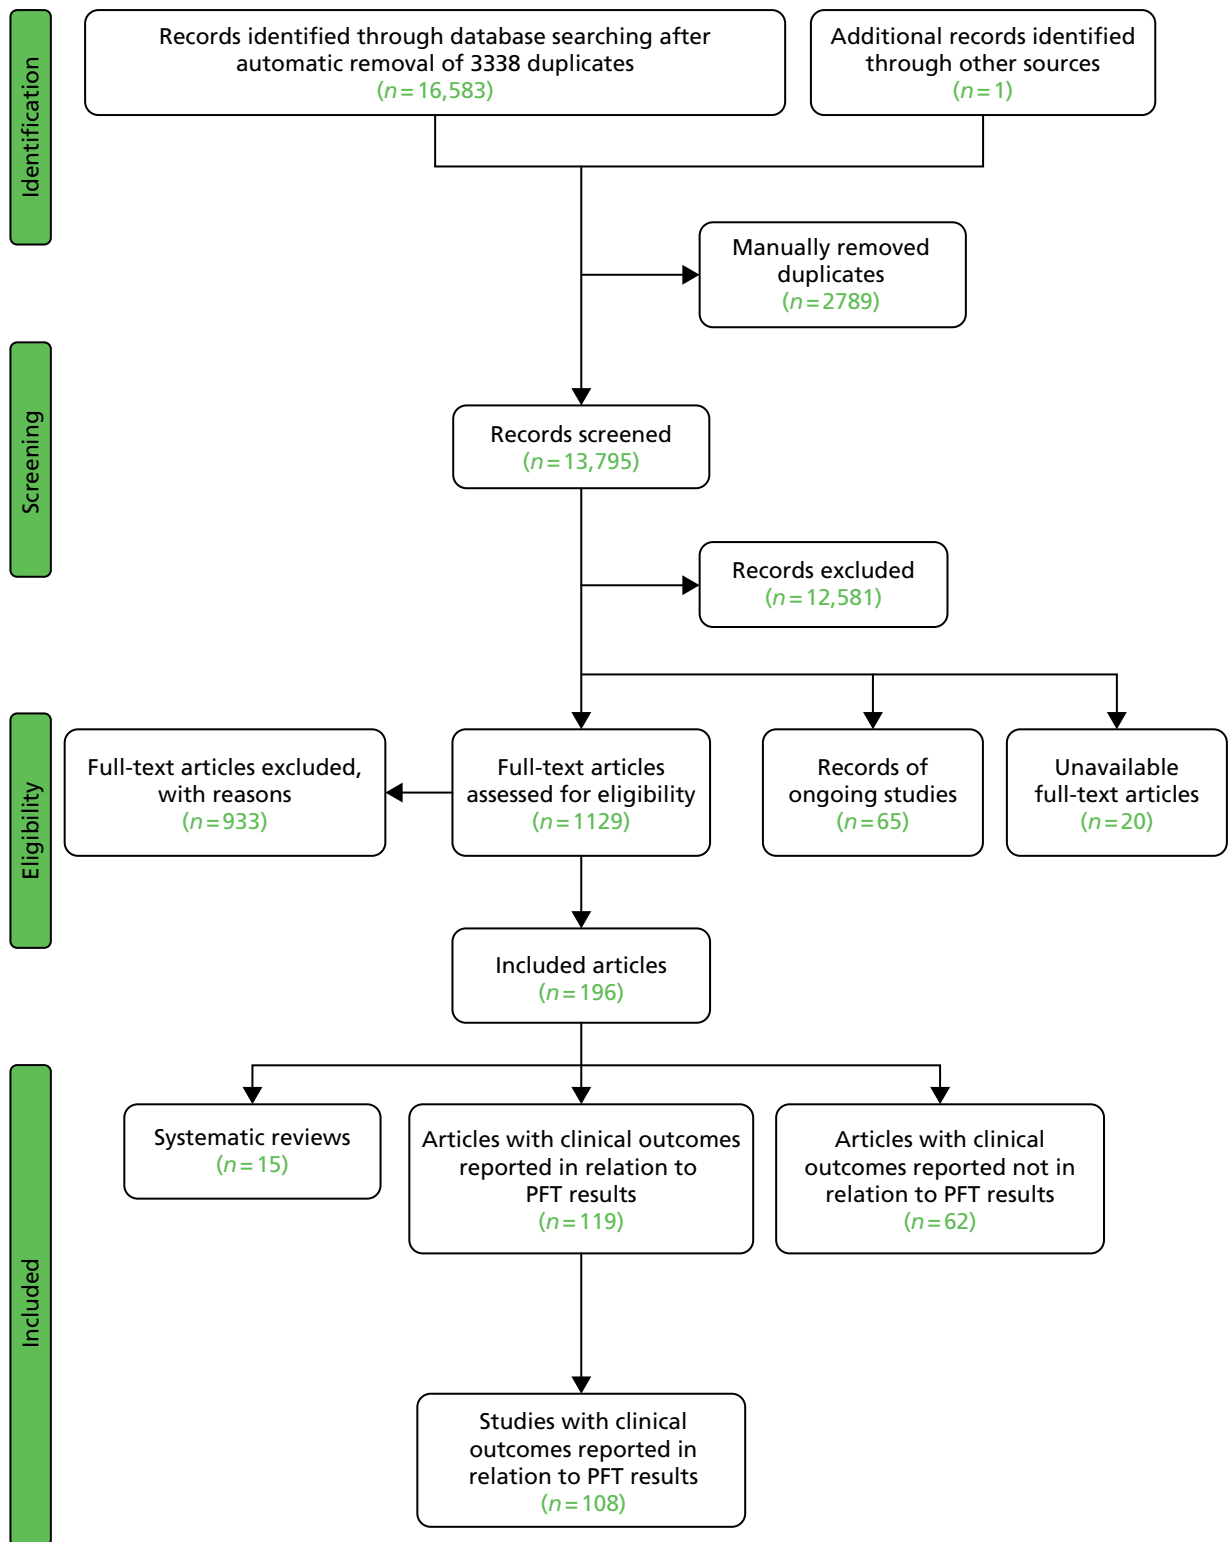 Identification
Records identified through database searching after
automatic removal of 3338 duplicates
(n=16,583)
Additional records identified
through other sources
(n=1)
Manually removed
duplicates
(n=2789)
Screening
Records screened
(n=13,795)
Records excluded
(n=12,581)
Eligibility
Full-text articles excluded,
with reasons
(n=933)
Full-text articles
assessed for eligibility
(n=1129)
Records of
ongoing studies
(n=65)
Unavailable
full-text articles
(n=20)
Included articles
(n=196)
Included
Systematic reviews
(n=15)
Articles with clinical outcomes
reported in relation to
PFT results
(n=119)
Articles with clinical
outcomes reported not in
relation to PFT results
(n=62)
Studies with clinical
outcomes reported in
relation to PFT results
(n=108)